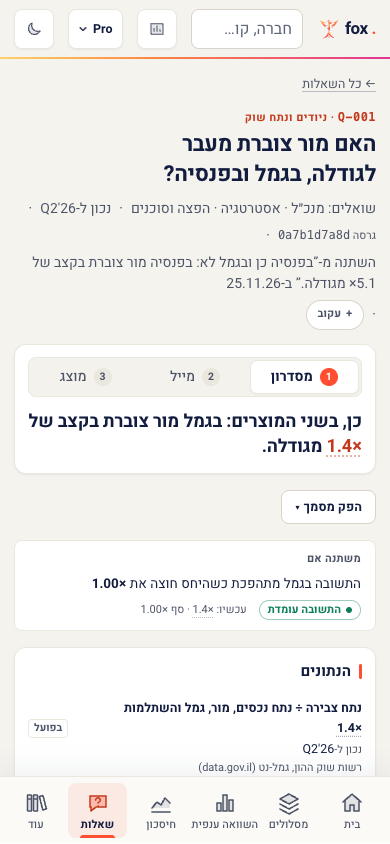 fox.
חברה, קו...
Pro
← כל השאלות
Q-001 · ניודים ונתח שוק
האם מור צוברת מעבר
לגודלה, בגמל ובפנסיה?
שואלים: מנכ״ל · אסטרטגיה · הפצה וסוכנים · נכון ל-Q2'26 ·
גרסה 0a7b1d7a8d ·
השתנה מ-״בפנסיה כן ובגמל לא: בפנסיה מור צוברת בקצב של
5.1× מגודלה.״ ב-25.11.26
· + עקוב
1 מסדרון
2 מייל
3 מוצג
כן, בשני המוצרים: בגמל מור צוברת בקצב של
1.4× מגודלה.
הפק מסמך ▾
משתנה אם
התשובה בגמל מתהפכת כשהיחס חוצה את 1.00×
התשובה עומדת עכשיו: 1.4× · סף 1.00×
הנתונים
נתח צבירה ÷ נתח נכסים, מור, גמל והשתלמות
1.4×
בפועל
נכון ל-Q2'26
רשות שוק ההון, גמל-נט (data.gov.il)
בית
מסלולים
השוואה ענפית
חיסכון
שאלות
עוד